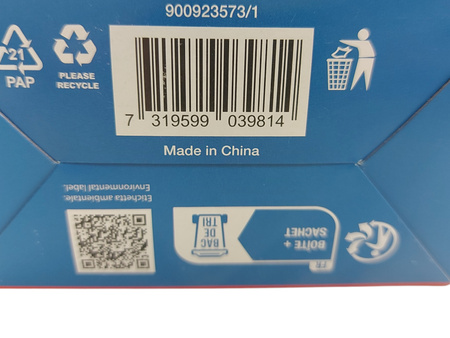 900923573/1
21
PAP
PLEASE
RECYCLE
7 319599 039814
Made in China
Etichetta ambientale.
Environmental label.
FR
BOÎTE +
SACHET
BAC
DE
TRI